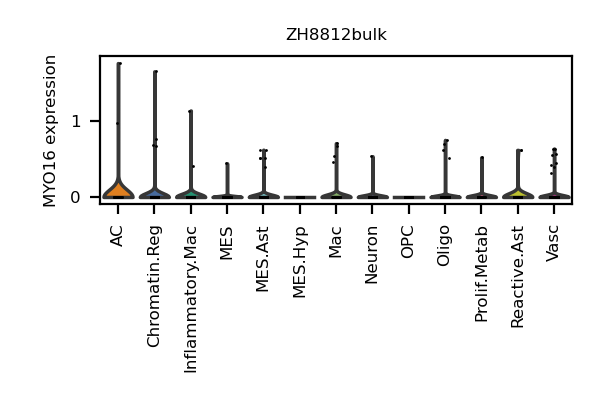 ZH8812bulk
MYO16 expression
1
0
AC
Chromatin.Reg
Inflammatory.Mac
MES
MES.Ast
MES.Hyp
Mac
Neuron
OPC
Oligo
Prolif.Metab
Reactive.Ast
Vasc